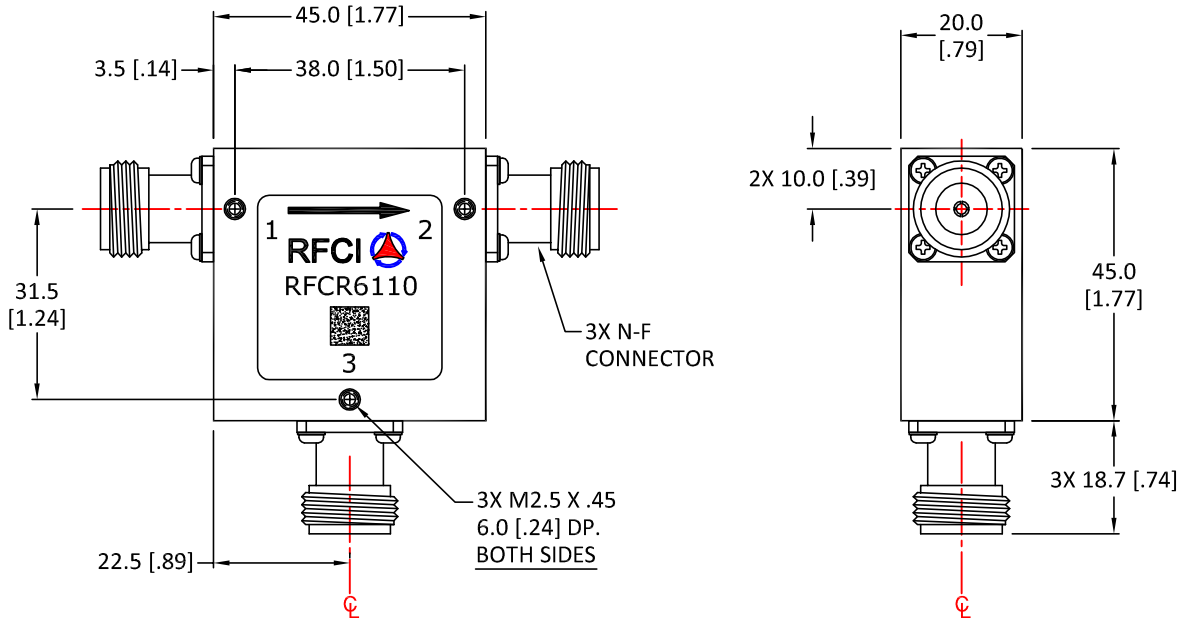 45.0 [1.77]
3.5 [.14]
38.0 [1.50]
20.0
[.79]
2X 10.0 [.39]
1
2
RFCI
RFCR6110
3
31.5
[1.24]
45.0
[1.77]
3X N-F
CONNECTOR
3X M2.5 X .45
6.0 [.24] DP.
BOTH SIDES
3X 18.7 [.74]
22.5 [.89]
℄
℄